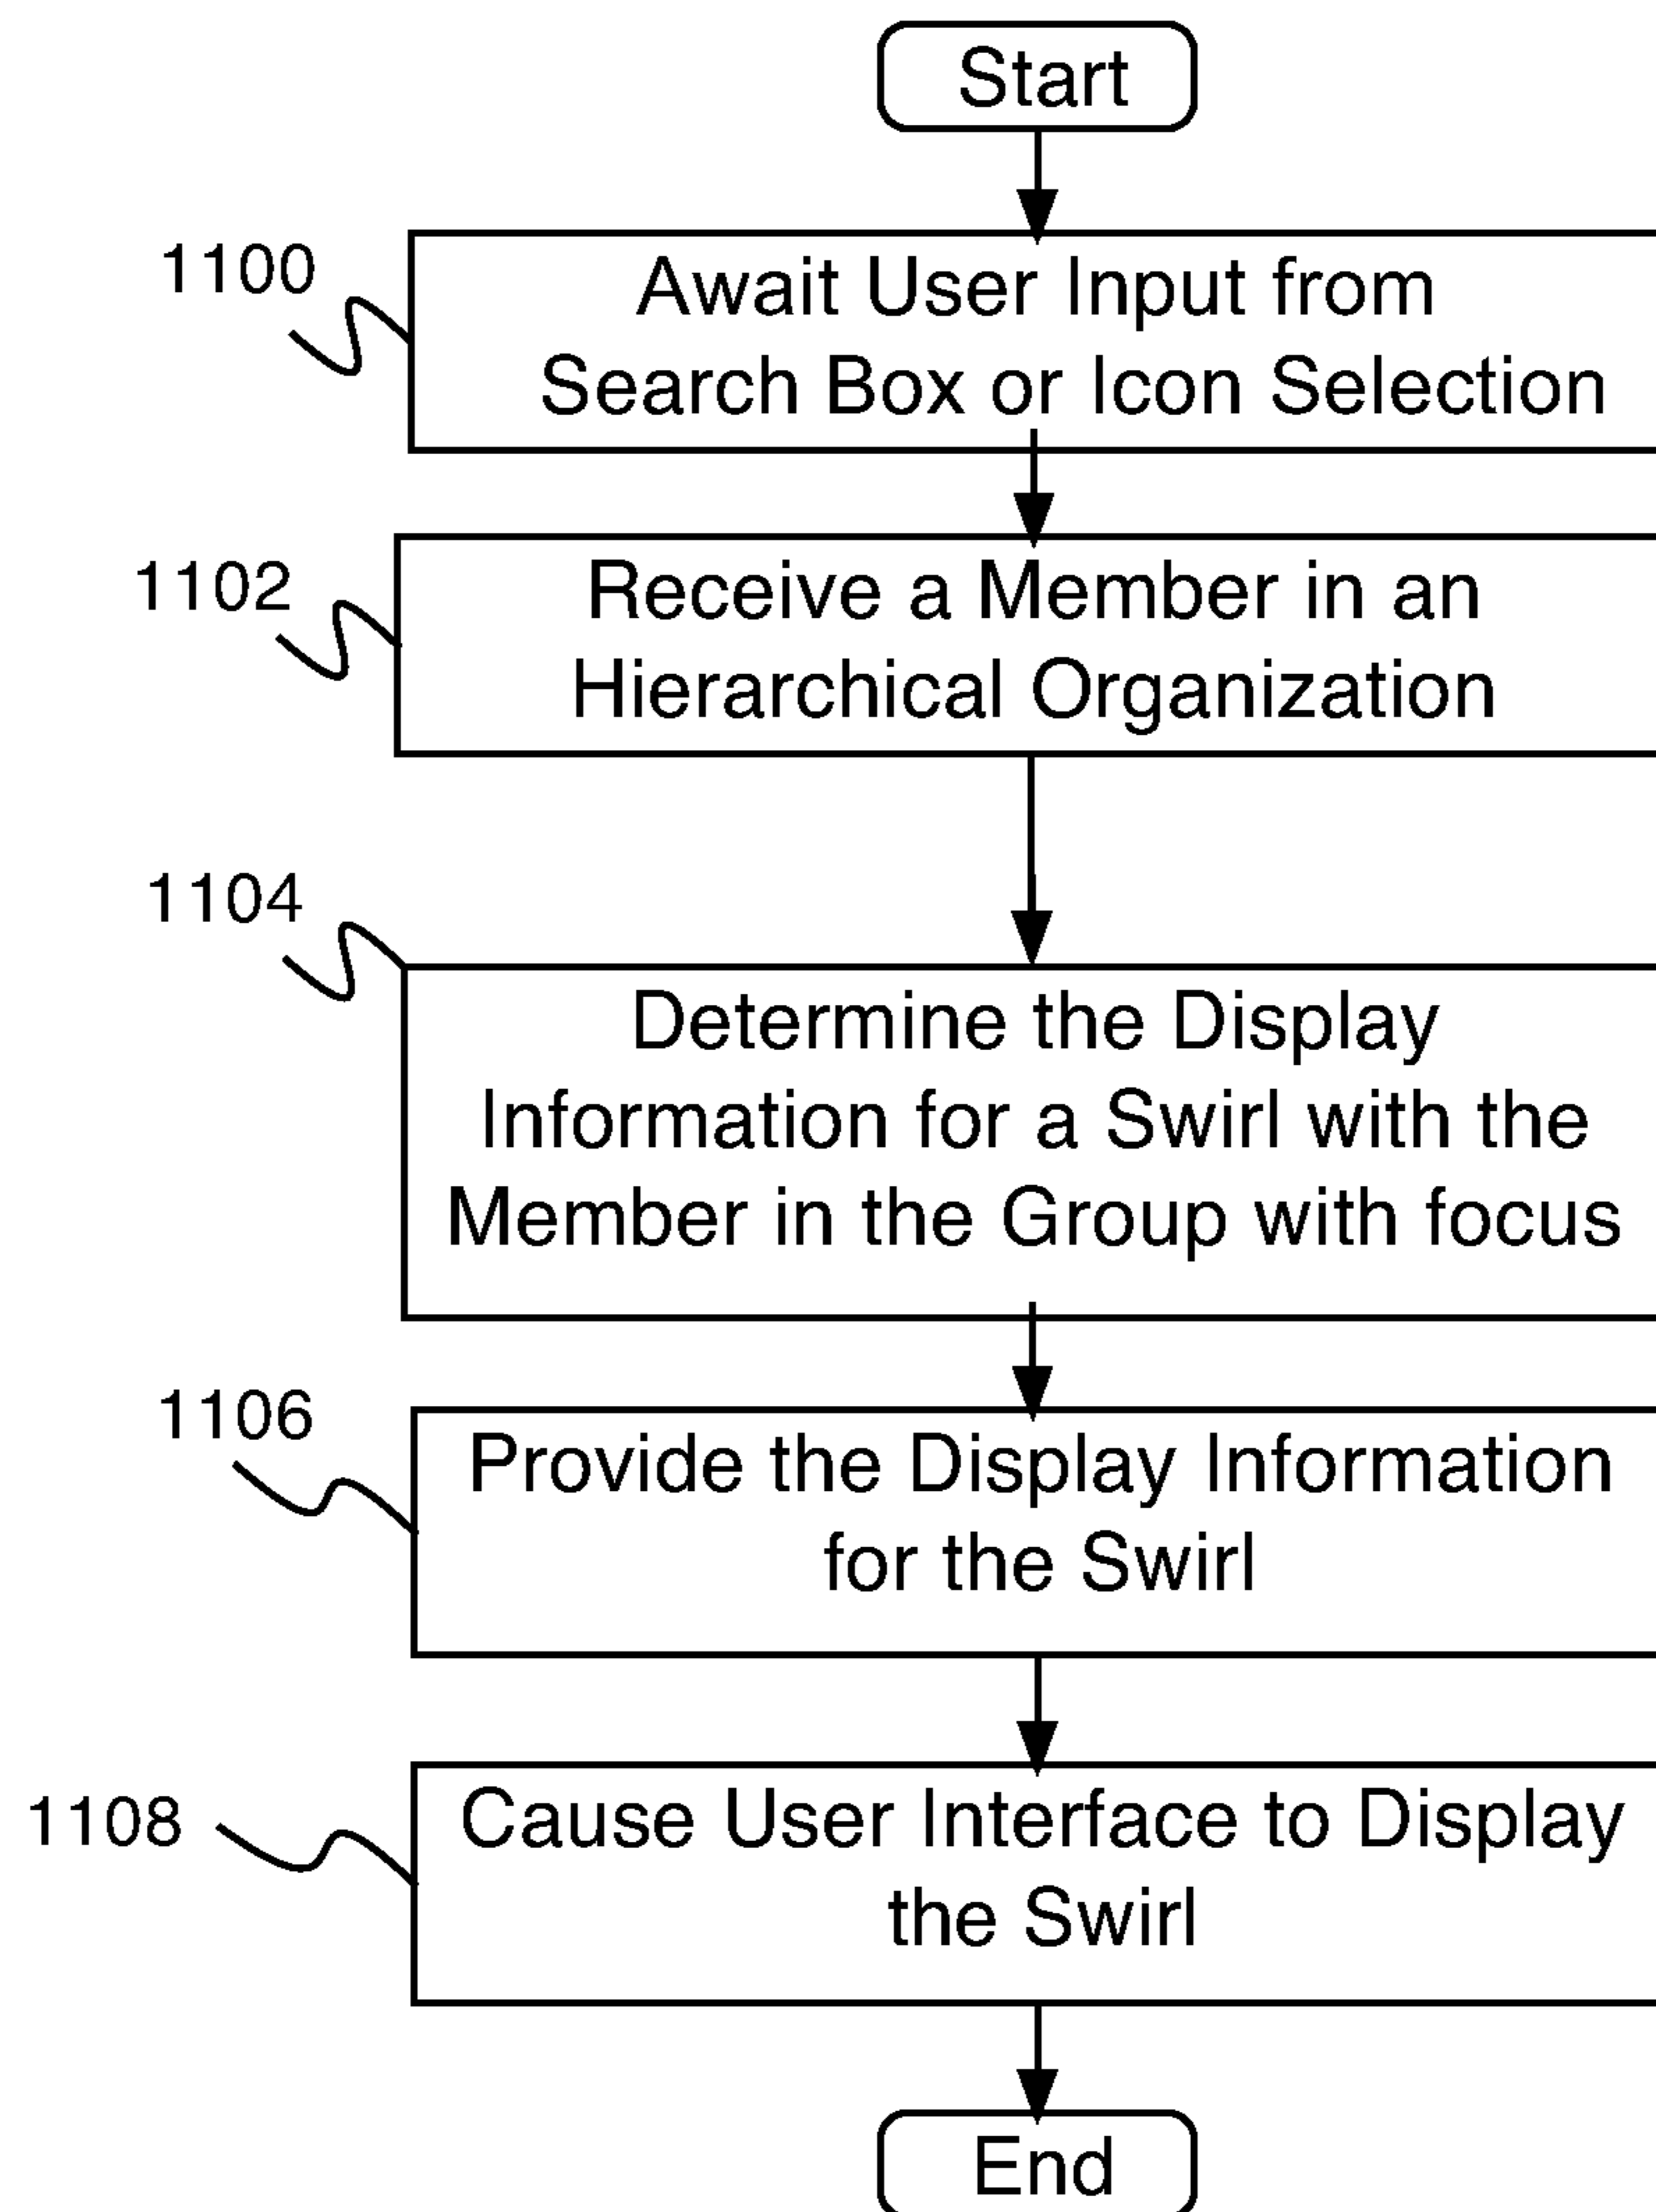 Start
1100
Await User Input from
Search Box or Icon Selection
1102
Receive a Member in an
Hierarchical Organization
1104
Determine the Display
Information for a Swirl with the
Member in the Group with focus
1106
Provide the Display Information
for the Swirl
1108
Cause User Interface to Display
the Swirl
End